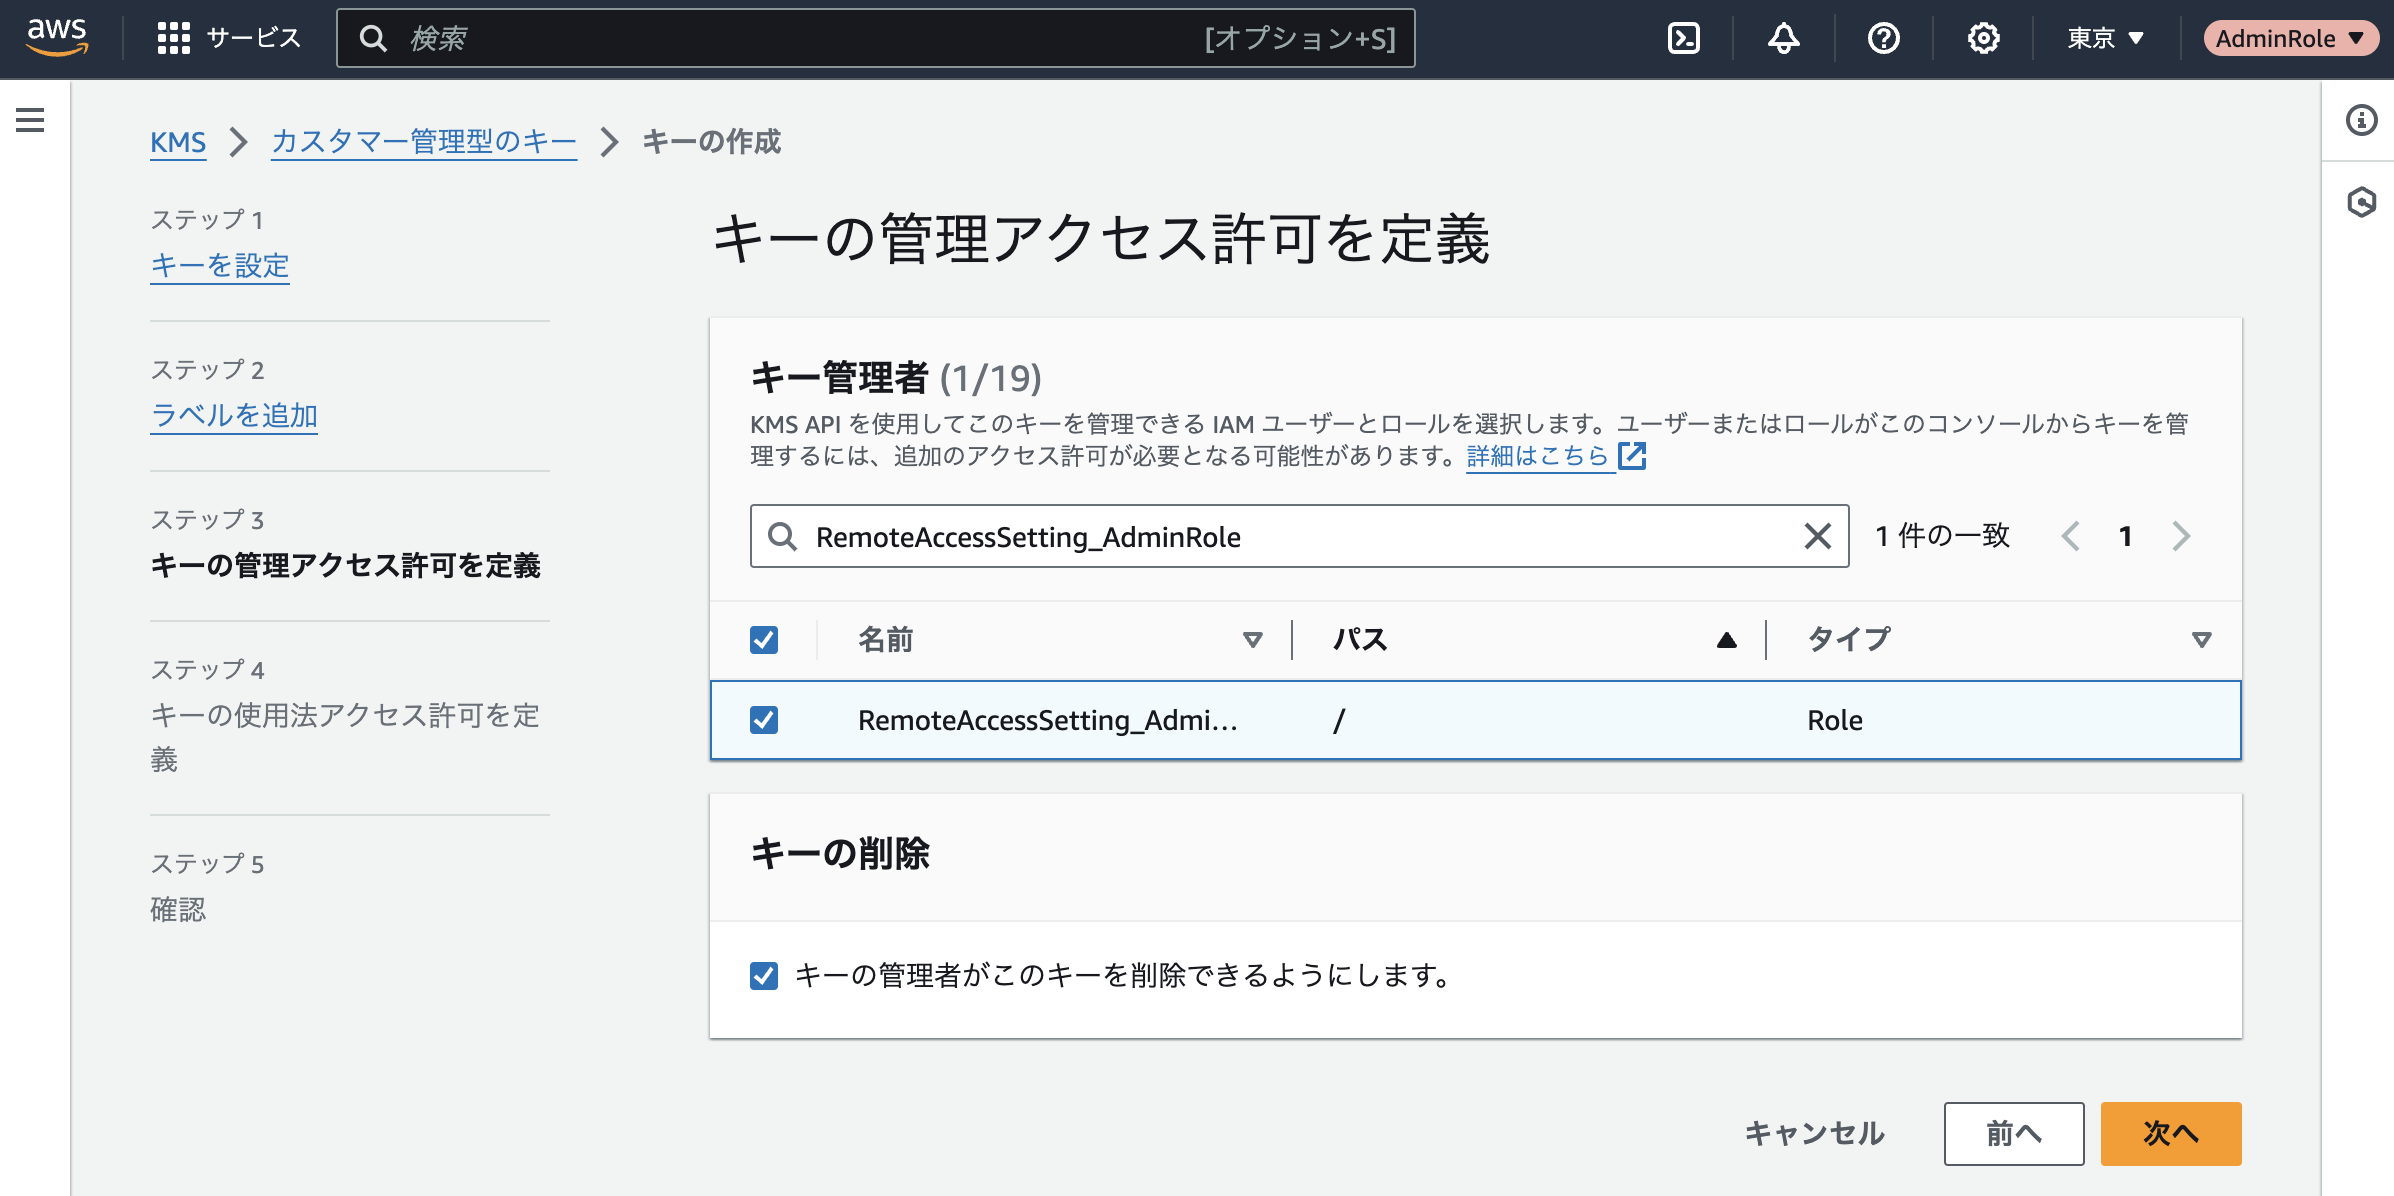 aws
サービス
検索
[オプション+S]
東京
AdminRole
KMS
カスタマー管理型のキー
キーの作成
ステップ 1
キーを設定
ステップ 2
ラベルを追加
ステップ 3
キーの管理アクセス許可を定義
ステップ 4
キーの使用法アクセス許可を定
義
ステップ 5
確認
キーの管理アクセス許可を定義
キー管理者 (1/19)
KMS API を使用してこのキーを管理できる IAM ユーザーとロールを選択します。ユーザーまたはロールがこのコンソールからキーを管
理するには、追加のアクセス許可が必要となる可能性があります。詳細はこちら
RemoteAccessSetting_AdminRole
1 件の一致
1
名前
パス
タイプ
RemoteAccessSetting_Admi...
/
Role
キーの削除
キーの管理者がこのキーを削除できるようにします。
キャンセル
前へ
次へ